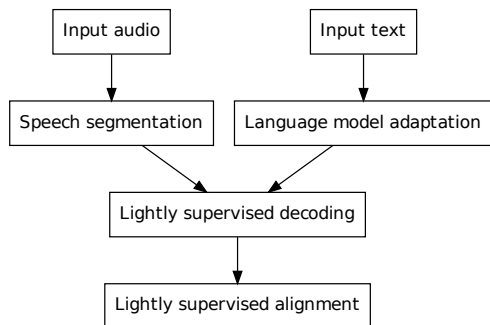 Input audio
Input text
Speech segmentation
Language model adaptation
Lightly supervised decoding
Lightly supervised alignment